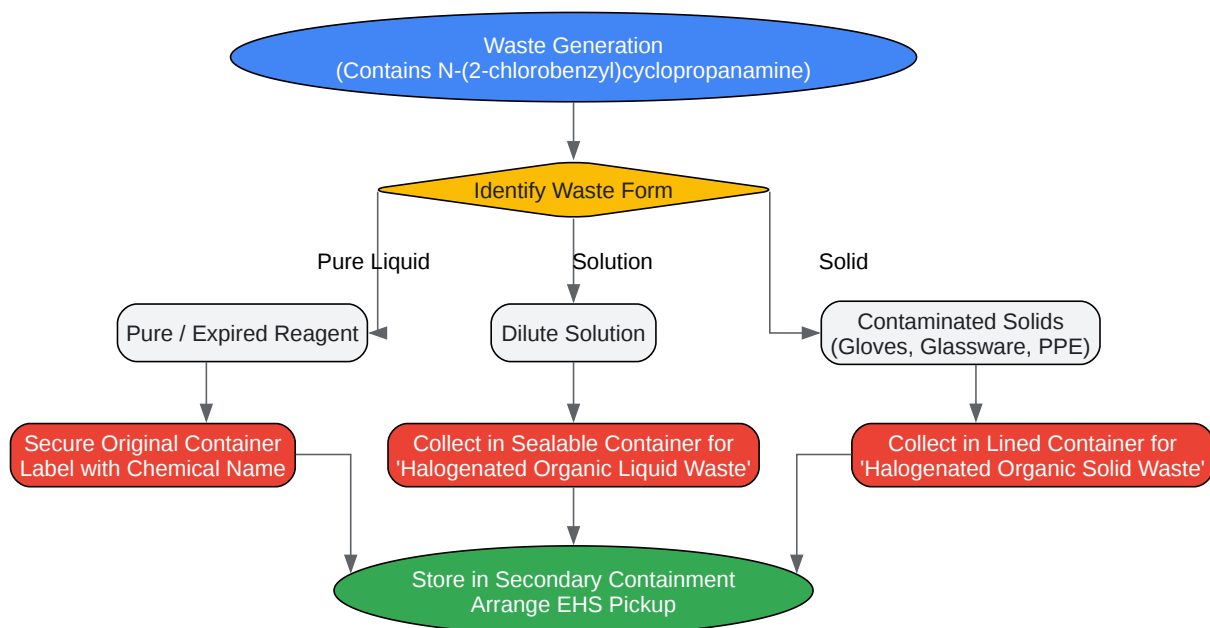 Waste Generation
(Contains N-(2-chlorobenzyl)cyclopropanamine)
Identify Waste Form
Pure Liquid
Solution
Solid
Pure / Expired Reagent
Dilute Solution
Contaminated Solids
(Gloves, Glassware, PPE)
Secure Original Container
Label with Chemical Name
Collect in Sealable Container for
'Halogenated Organic Liquid Waste'
Collect in Lined Container for
'Halogenated Organic Solid Waste'
Store in Secondary Containment
Arrange EHS Pickup